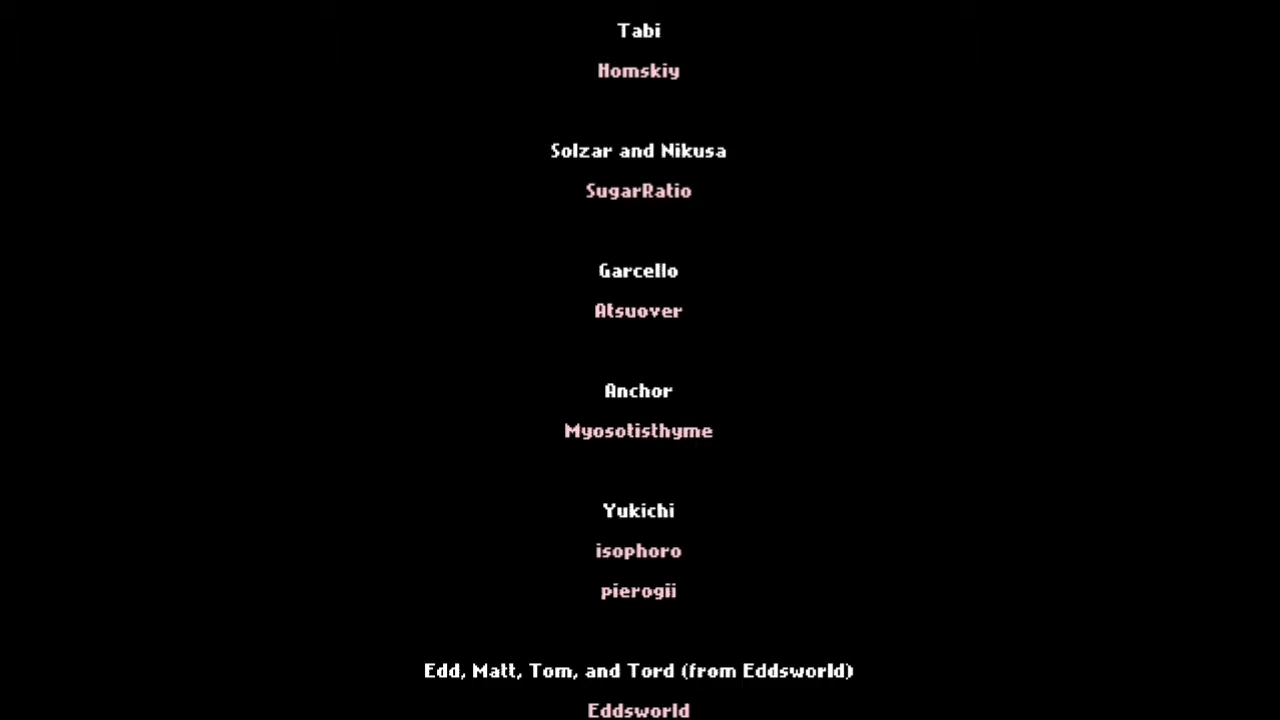 Tabi
Homskiy
Solzar and Nikusa
SugarRatio
Garcello
Atsuover
Anchor
Myosotisthyme
Yukichi
isophoro
pierogii
Edd, Matt, Tom, and Tord (from Eddsworld)
Eddsworld